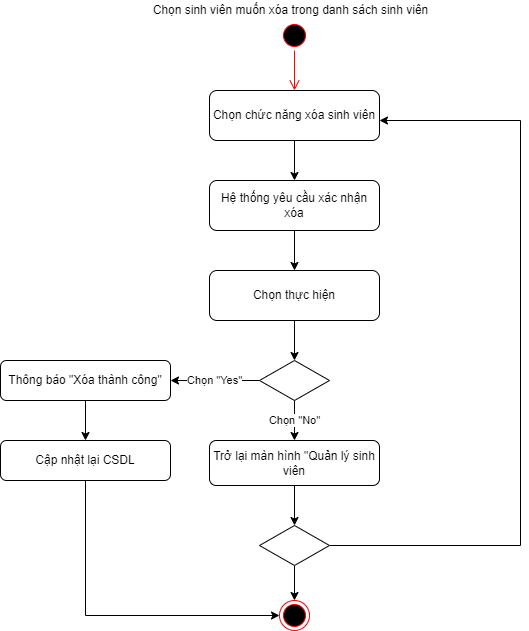 Chọn sinh viên muốn xóa trong danh sách sinh viên
Chọn chức năng xóa sinh viên
Hệ thống yêu cầu xác nhận
xóa
Chọn thực hiện
Thông báo "Xóa thành công"
Chọn "Yes"
Chọn "No"
Cập nhật lại CSDL
Trở lại màn hình "Quản lý sinh
viên